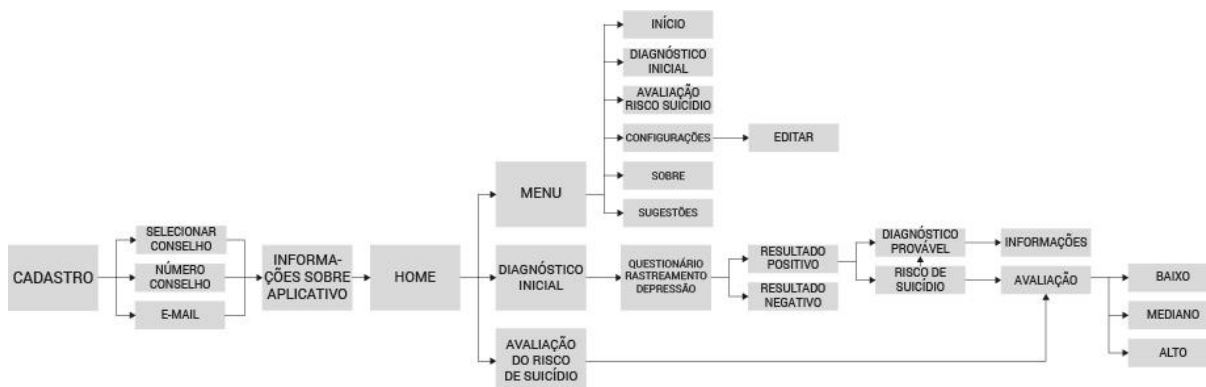 CADASTRO
SELECIONAR
CONSELHO
NÚMERO
CONSELHO
E-MAIL
INFORMA-
ÇÕES SOBRE
APLICATIVO
HOME
MENU
INÍCIO
DIAGNÓSTICO
INICIAL
AVALIAÇÃO
RISCO SUICÍDIO
CONFIGURAÇÕES
EDITAR
SOBRE
SUGESTÕES
DIAGNÓSTICO
INICIAL
QUESTIONÁRIO
RASTREAMENTO
DEPRESSÃO
RESULTADO
POSITIVO
RESULTADO
NEGATIVO
DIAGNÓSTICO
PROVÁVEL
INFORMAÇÕES
RISCO DE
SUICÍDIO
AVALIAÇÃO
BAIXO
MEDIANO
ALTO
AVALIAÇÃO
DO RISCO
DE SUICÍDIO